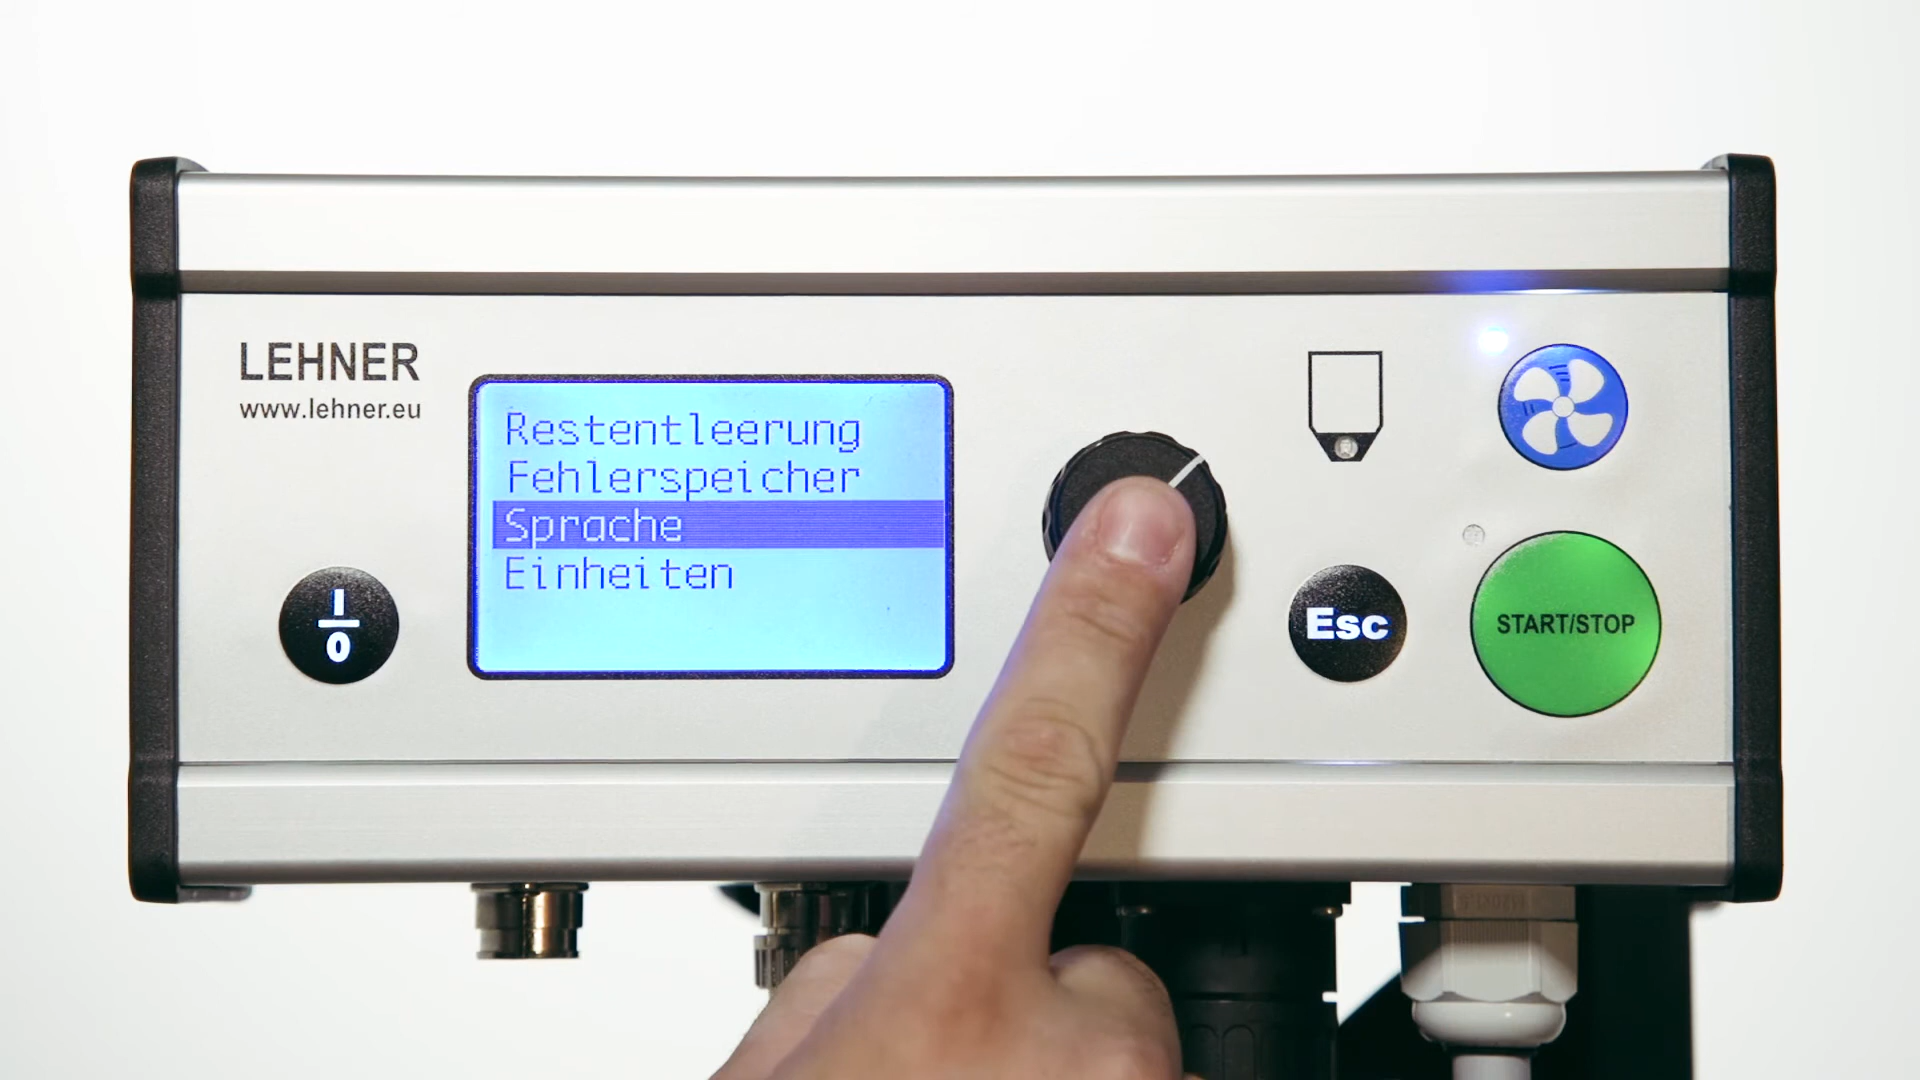 LEHNER
www.lehner.eu
Restentleerung
Fehlerspeicher
Sprache
Einheiten
I
0
Esc
START/STOP